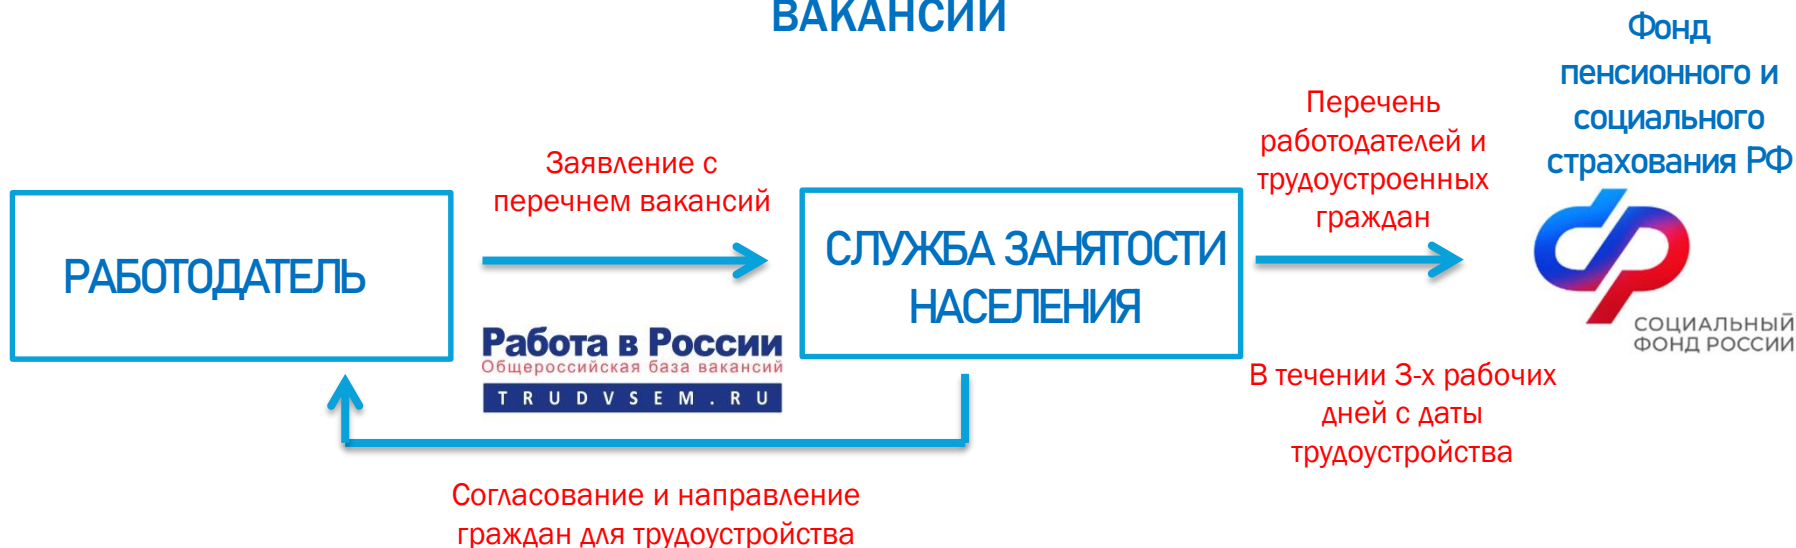 ВАКАНСИИ
РАБОТОДАТЕЛЬ
Заявление с
перечнем вакансий
Работа в России
Общероссийская база вакансий
TRUDVSEM.RU
СЛУЖБА ЗАНЯТОСТИ
НАСЕЛЕНИЯ
Согласование и направление
граждан для трудоустройства
Перечень
работодателей и
трудоустроенных
граждан
В течении 3-х рабочих
дней с даты
трудоустройства
Фонд
пенсионного и
социального
страхования РФ
СОЦИАЛЬНЫЙ
ФОНД РОССИИ